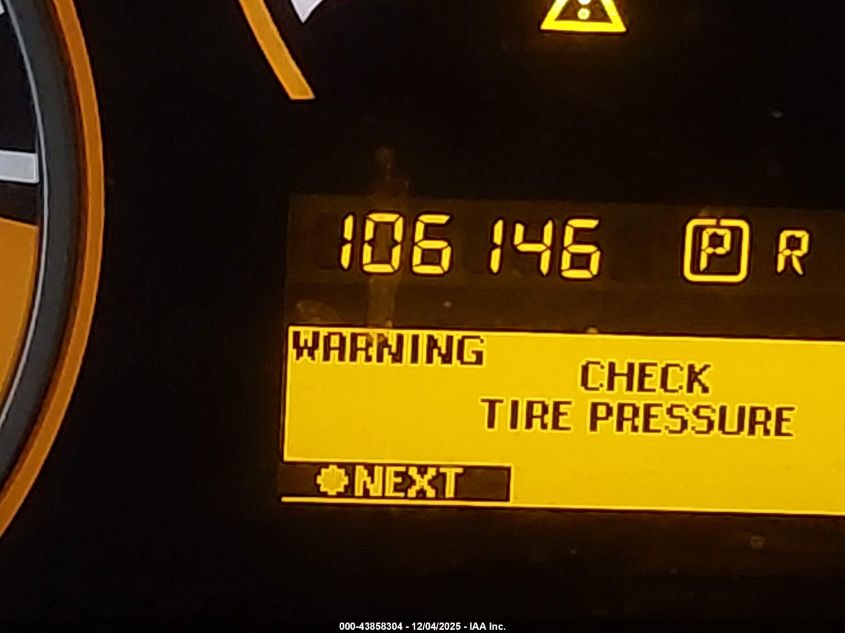 106146 P R
WARNING
CHECK
TIRE PRESSURE
NEXT
000-43858304 - 12/04/2025 - IAA Inc.